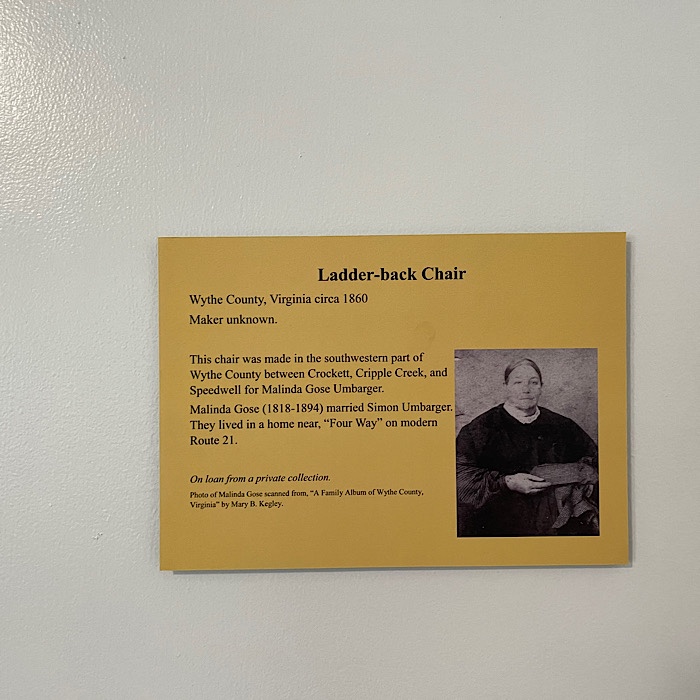 Ladder-back Chair
Wythe County, Virginia circa 1860
Maker unknown.
This chair was made in the southwestern part of
Wythe County between Crockett, Cripple Creek, and
Speedwell for Malinda Gose Umbarger.
Malinda Gose (1818-1894) married Simon Umbarger.
They lived in a home near, “Four Way” on modern
Route 21.
On loan from a private collection.
Photo of Malinda Gose scanned from, “A Family Album of Wythe County,
Virginia” by Mary B. Kegley.